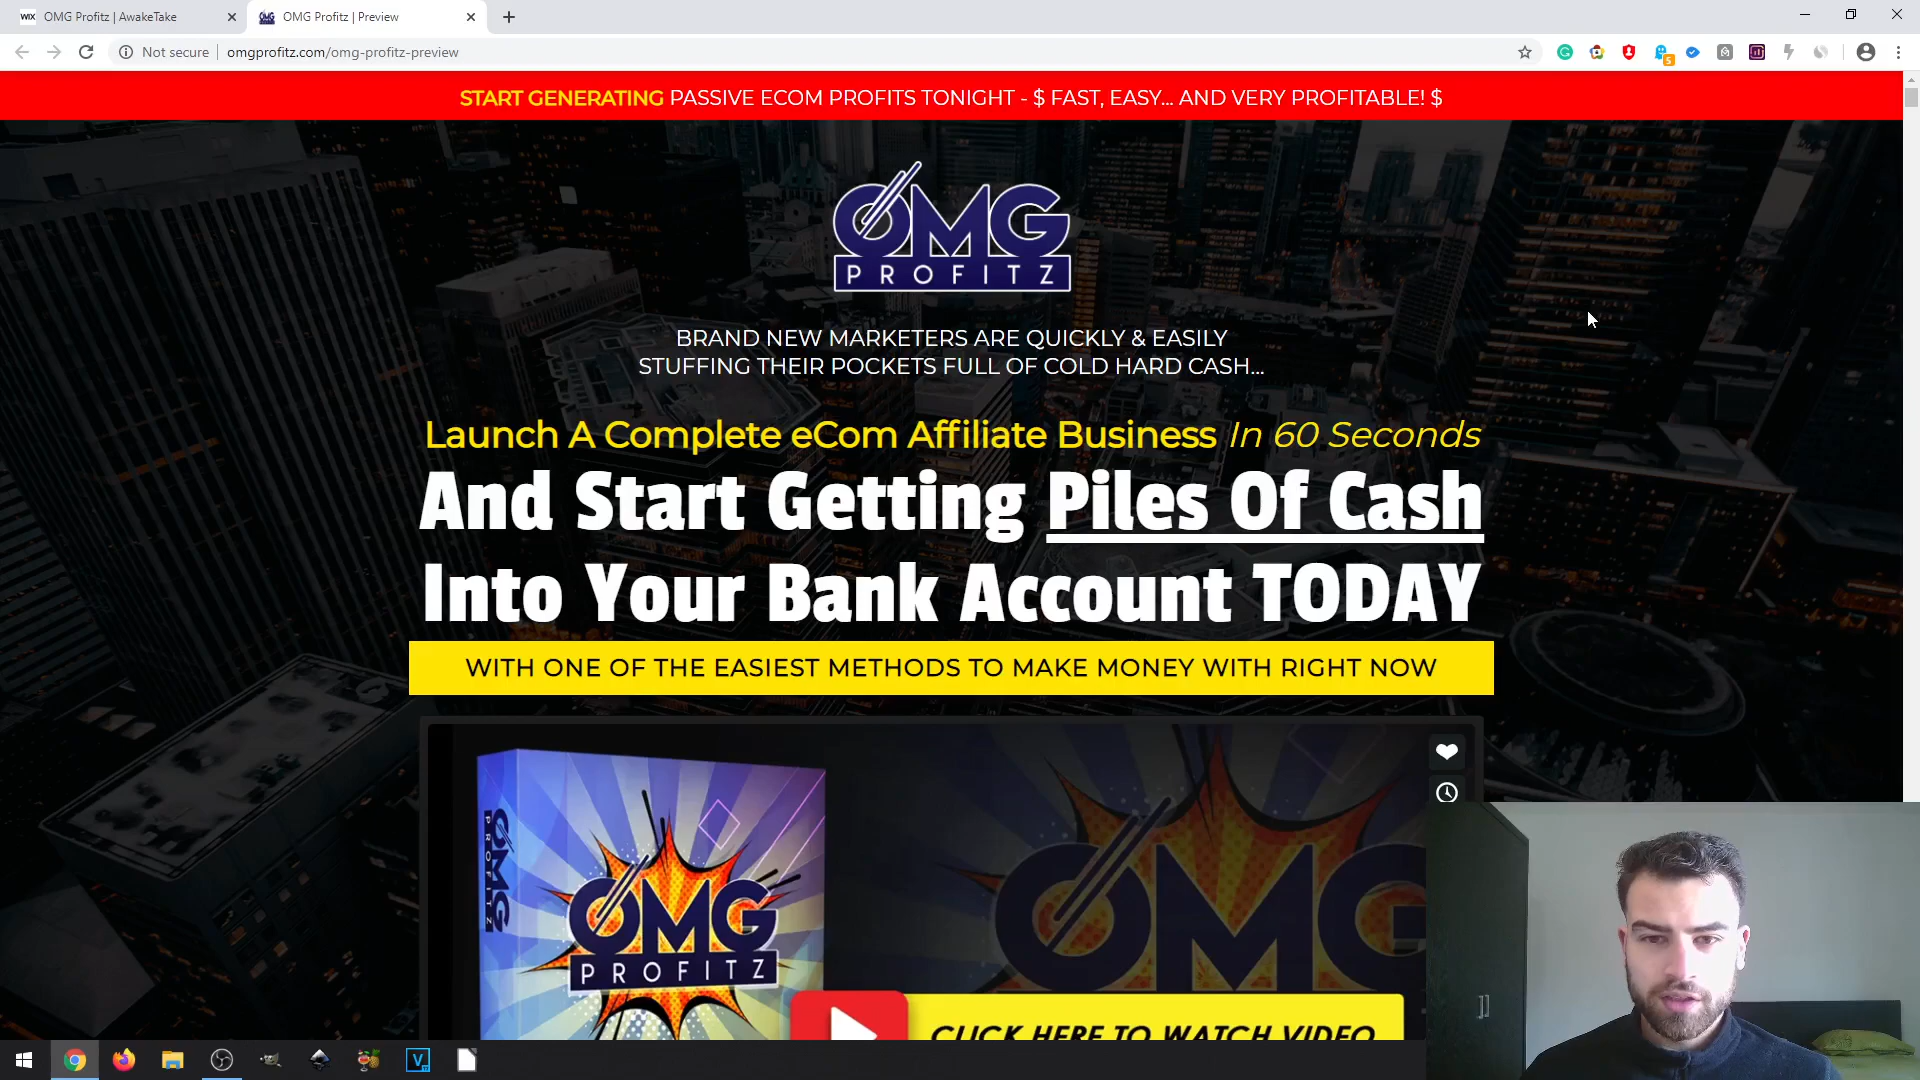 WIX OMG Profitz | AwakeTake
OMG Profitz | Preview
Not secure
omgprofitz.com/omg-profitz-preview
5
START GENERATING PASSIVE ECOM PROFITS TONIGHT - $ FAST, EASY... AND VERY PROFITABLE! $
OMG
PROFITZ
BRAND NEW MARKETERS ARE QUICKLY & EASILY
STUFFING THEIR POCKETS FULL OF COLD HARD CASH...
Launch A Complete eCom Affiliate Business In 60 Seconds
And Start Getting Piles Of Cash
Into Your Bank Account TODAY
WITH ONE OF THE EASIEST METHODS TO MAKE MONEY WITH RIGHT NOW
OMG
PROFITZ
OMG
PROFITZ
OMG
CLICK HERE TO WATCH VIDEO
V